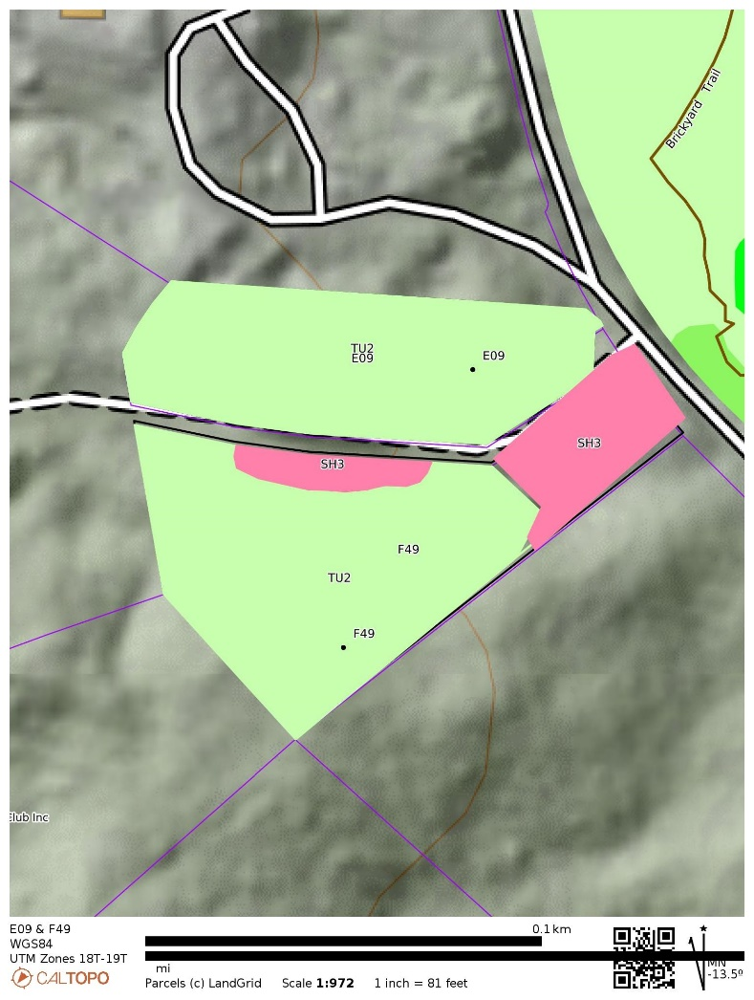 Brickyard Trail
TU2
E09
E09
SH3
SH3
F49
TU2
F49
Club Inc
E09 & F49
WGS84
UTM Zones 18T-19T
CALTOPO
0.1 km
mi
Parcels (c) LandGrid Scale 1:972 1 inch = 81 feet
MN
-13.5º